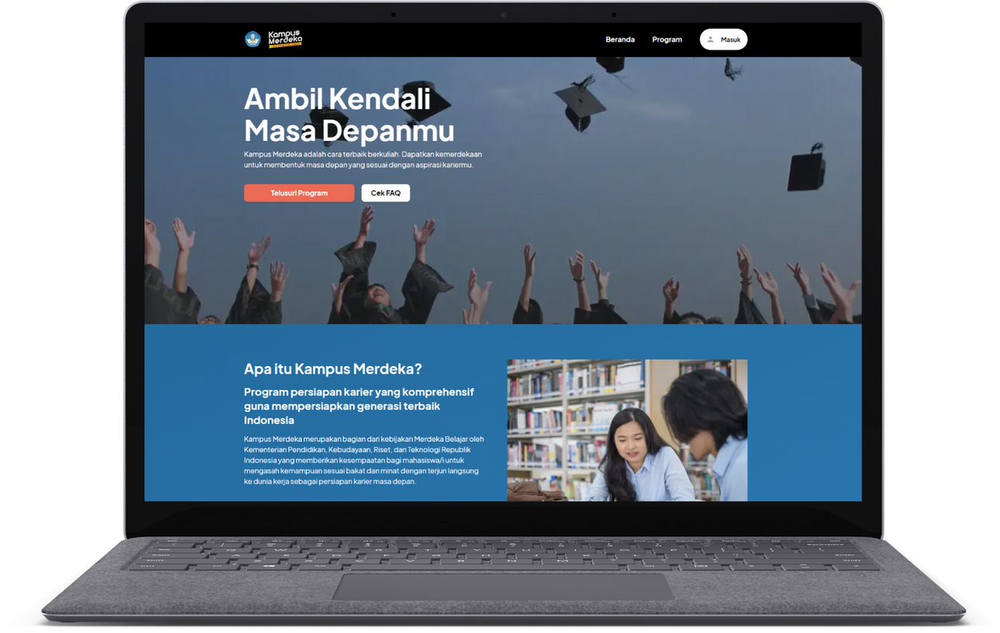 Kampus
Merdeka
Beranda
Program
Masuk
Ambil Kendali
Masa Depanmu
Kampus Merdeka adalah cara terbaik berkuliah. Dapatkan kemerdekaan
untuk membentuk masa depan yang sesuai dengan aspirasi kariermu.
Telusuri Program
Cek FAQ
Apa itu Kampus Merdeka?
Program persiapan karier yang komprehensif
guna mempersiapkan generasi terbaik
Indonesia
Kampus Merdeka merupakan bagian dari kebijakan Merdeka Belajar oleh
Kementerian Pendidikan, Kebudayaan, Riset, dan Teknologi Republik
Indonesia yang memberikan kesempaatan bagi mahasiswa/i untuk
mengasah kemampuan sesuai bakat dan minat dengan terjun langsung
ke dunia kerja sebagai persiapan karier masa depan.
Backspace
Enter